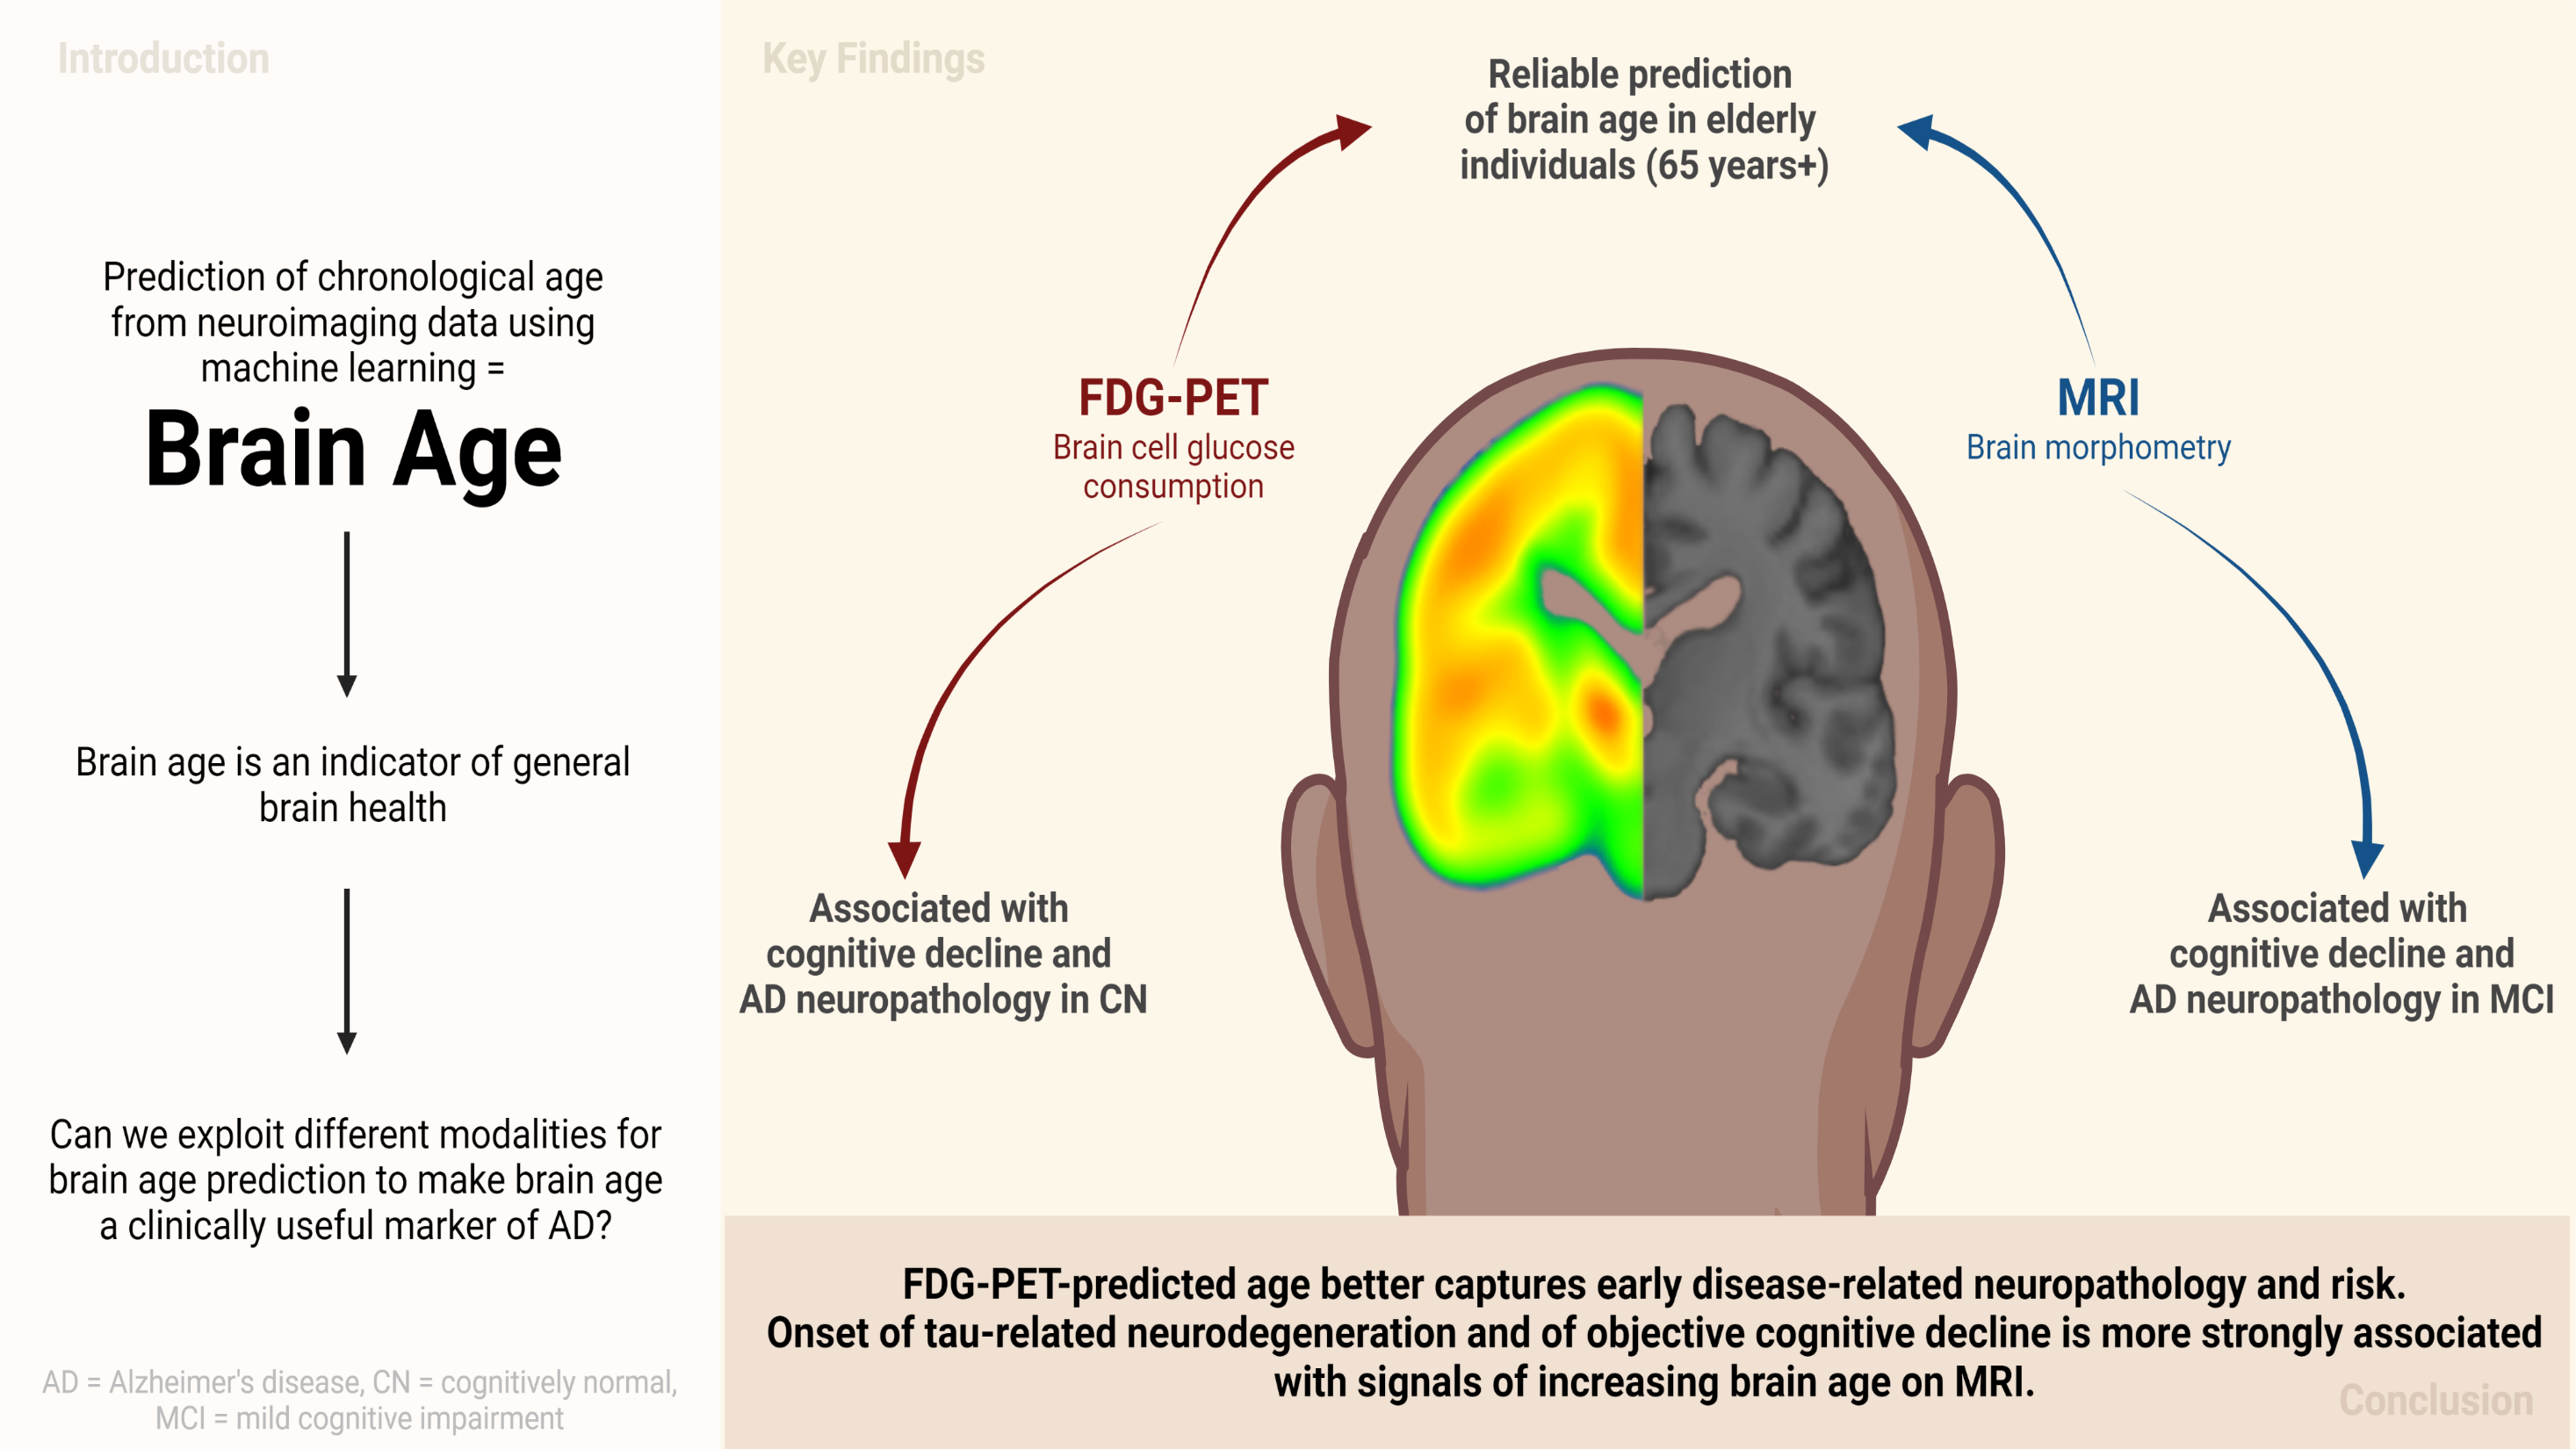 Introduction
Prediction of chronological age
from neuroimaging data using
machine learning =
Brain Age
Brain age is an indicator of general
brain health
Can we exploit different modalities for
brain age prediction to make brain age
a clinically useful marker of AD?
AD = Alzheimer's disease, CN = cognitively normal,
MCI = mild cognitive impairment
Key Findings
Reliable prediction
of brain age in elderly
individuals (65 years+)
FDG-PET
Brain cell glucose
consumption
MRI
Brain morphometry
Associated with
cognitive decline and
AD neuropathology in CN
Associated with
cognitive decline and
AD neuropathology in MCI
FDG-PET-predicted age better captures early disease-related neuropathology and risk.
Onset of tau-related neurodegeneration and of objective cognitive decline is more strongly associated
with signals of increasing brain age on MRI.
Conclusion